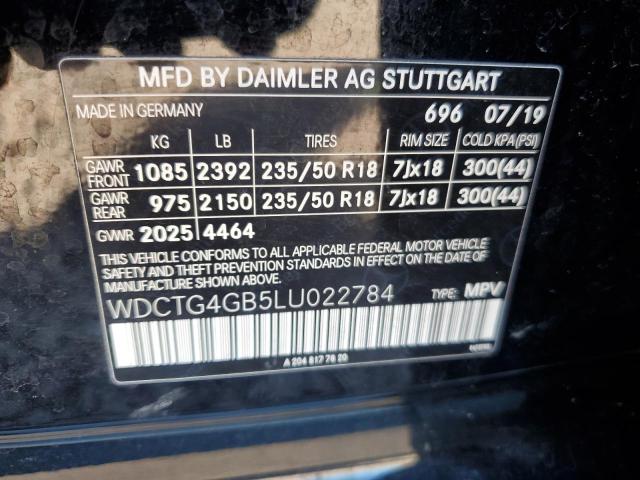 MFD BY DAIMLER AG STUTTGART
MADE IN GERMANY 696 07/19
KG LB TIRES RIM SIZE COLD KPA(PSI)
GAWR FRONT 1085 2392 235/50 R18 7Jx18 300(44)
GAWR REAR 975 2150 235/50 R18 7Jx18 300(44)
GVWR 2025 4464
THIS VEHICLE CONFORMS TO ALL APPLICABLE FEDERAL MOTOR VEHICLE
SAFETY AND THEFT PREVENTION STANDARDS IN EFFECT ON THE DATE
OF MANUFACTURE SHOWN ABOVE.
WDCTG4GB5LU022784 TYPE: MPV
A 204 817 78 20